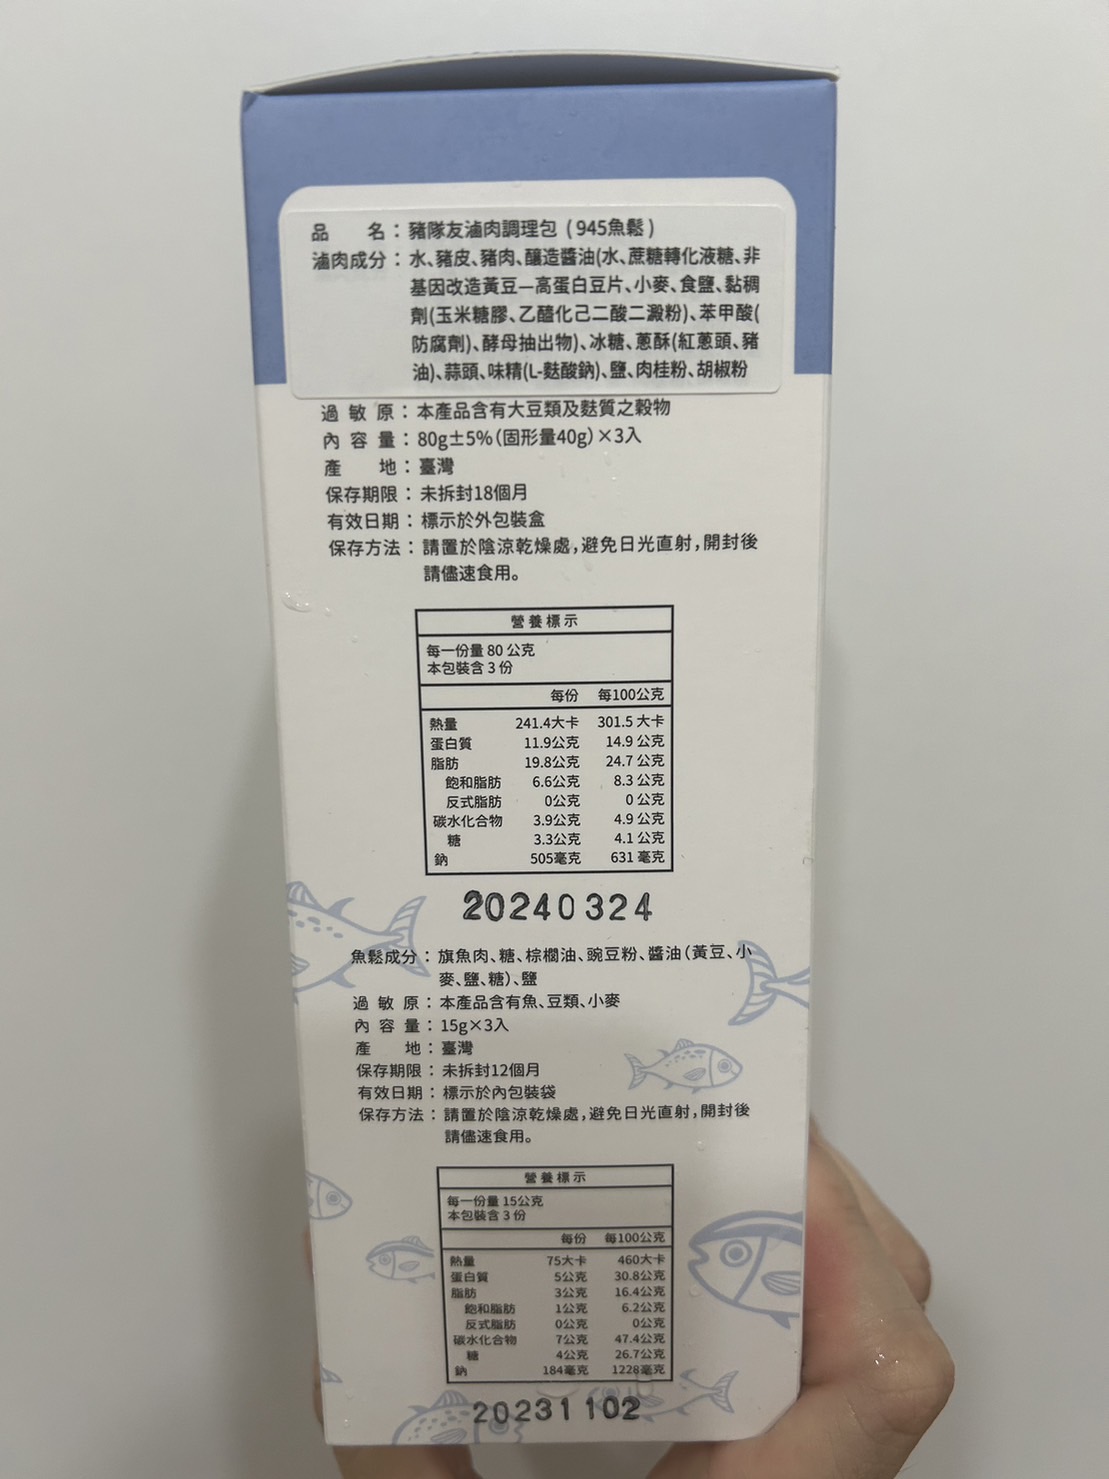 品　名：豬隊友滷肉調理包 (945魚鬆)
滷肉成分：水、豬皮、豬肉、釀造醬油(水、蔗糖轉化液糖、非
基因改造黃豆—高蛋白豆片、小麥、食鹽、黏稠
劑(玉米糖膠、乙醯化己二酸二澱粉)、苯甲酸(
防腐劑)、酵母抽出物)、冰糖、蔥酥(紅蔥頭、豬
油)、蒜頭、味精(L-麩酸鈉)、鹽、肉桂粉、胡椒粉
過敏原：本產品含有大豆類及麩質之穀物
內容量：80g±5%(固形量40g)×3入
產　地：臺灣
保存期限：未拆封18個月
有效日期：標示於外包裝盒
保存方法：請置於陰涼乾燥處,避免日光直射,開封後
請儘速食用。
營養標示
每一份量 80 公克
本包裝含 3 份
每份　每100公克
熱量　241.4大卡　301.5 大卡
蛋白質　11.9公克　14.9 公克
脂肪　19.8公克　24.7 公克
飽和脂肪　6.6公克　8.3 公克
反式脂肪　0公克　0 公克
碳水化合物　3.9公克　4.9 公克
糖　3.3公克　4.1 公克
鈉　505毫克　631 毫克
20240324
魚鬆成分：旗魚肉、糖、棕櫚油、豌豆粉、醬油(黃豆、小
麥、鹽、糖)、鹽
過敏原：本產品含有魚、豆類、小麥
內容量：15g×3入
產　地：臺灣
保存期限：未拆封12個月
有效日期：標示於內包裝袋
保存方法：請置於陰涼乾燥處,避免日光直射,開封後
請儘速食用。
營養標示
每一份量 15公克
本包裝含 3 份
每份　每100公克
熱量　75大卡　460大卡
蛋白質　5公克　30.8公克
脂肪　3公克　16.4公克
飽和脂肪　1公克　6.2公克
反式脂肪　0公克　0公克
碳水化合物　7公克　47.4公克
糖　4公克　26.7公克
鈉　184毫克　1228毫克
20231102